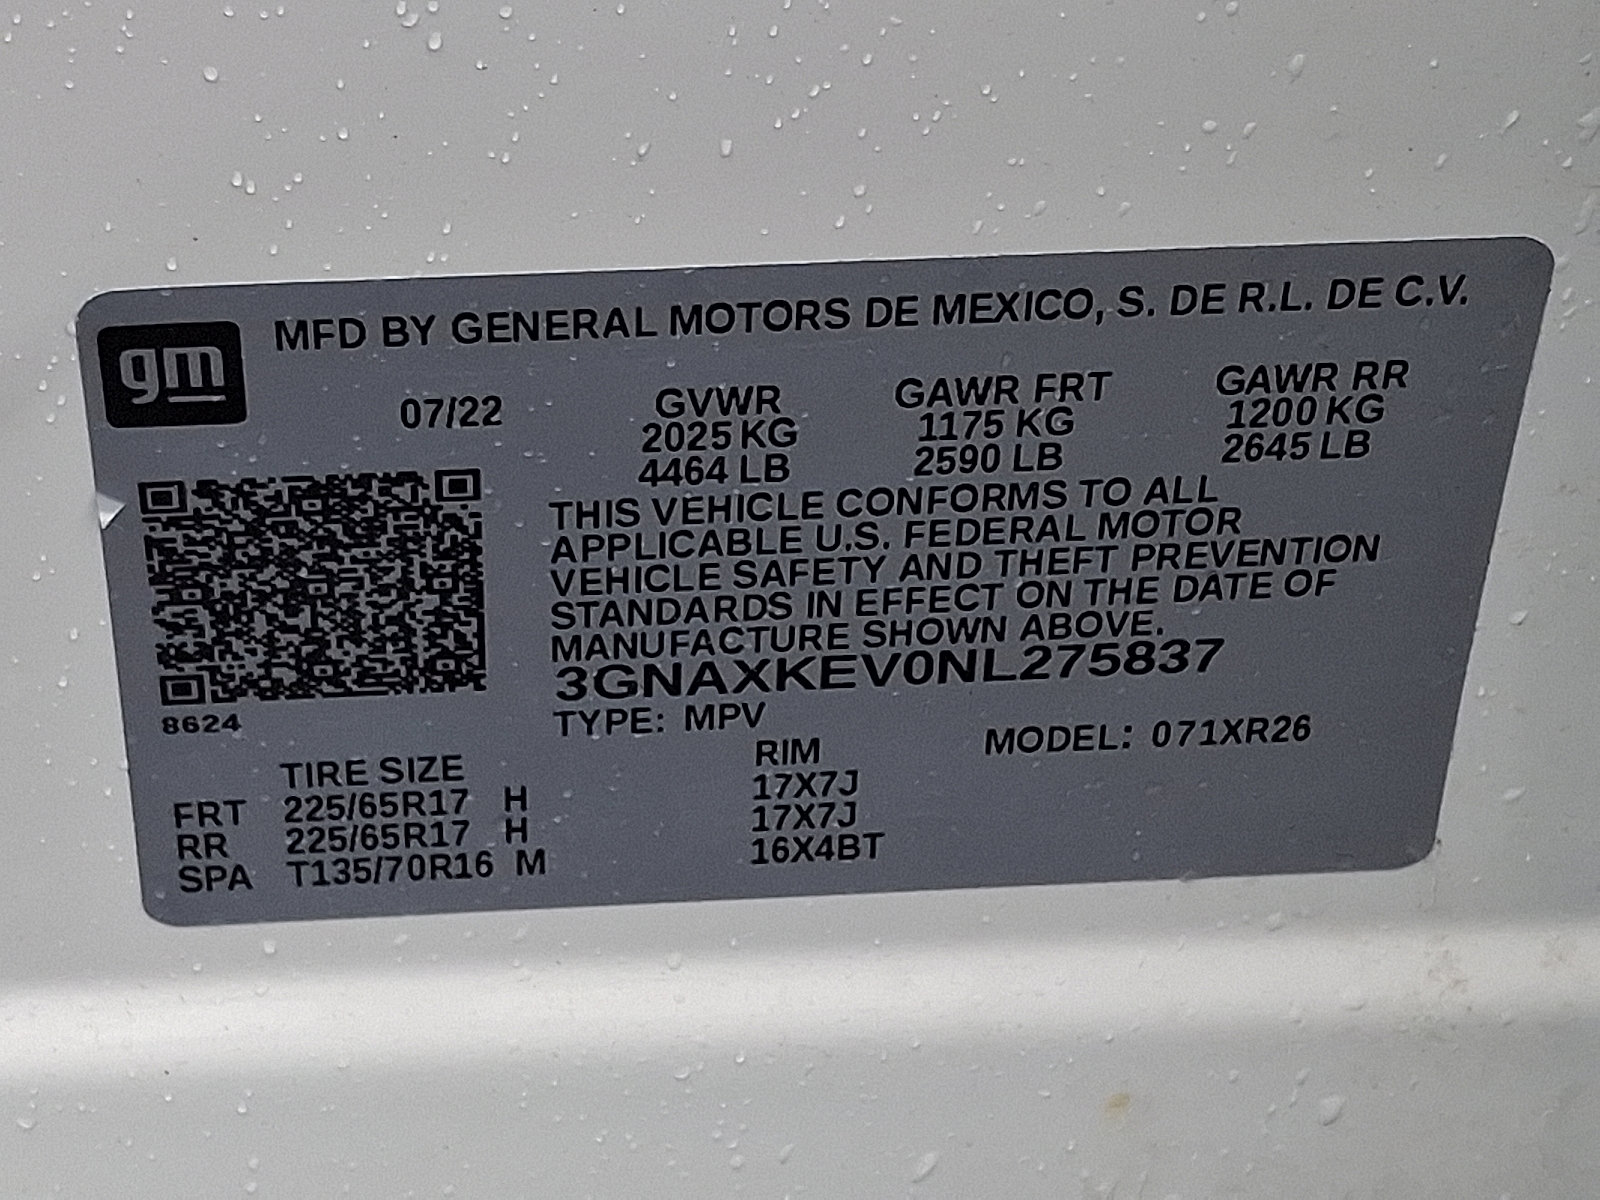 gm
MFD BY GENERAL MOTORS DE MEXICO, S. DE R.L. DE C.V.
07/22
GVWR
2025 KG
4464 LB
GAWR FRT
1175 KG
2590 LB
GAWR RR
1200 KG
2645 LB
THIS VEHICLE CONFORMS TO ALL
APPLICABLE U.S. FEDERAL MOTOR
VEHICLE SAFETY AND THEFT PREVENTION
STANDARDS IN EFFECT ON THE DATE OF
MANUFACTURE SHOWN ABOVE.
3GNAXKEV0NL275837
8624
TYPE: MPV
MODEL: 071XR26
TIRE SIZE RIM
FRT 225/65R17 H 17X7J
RR 225/65R17 H 17X7J
SPA T135/70R16 M 16X4BT